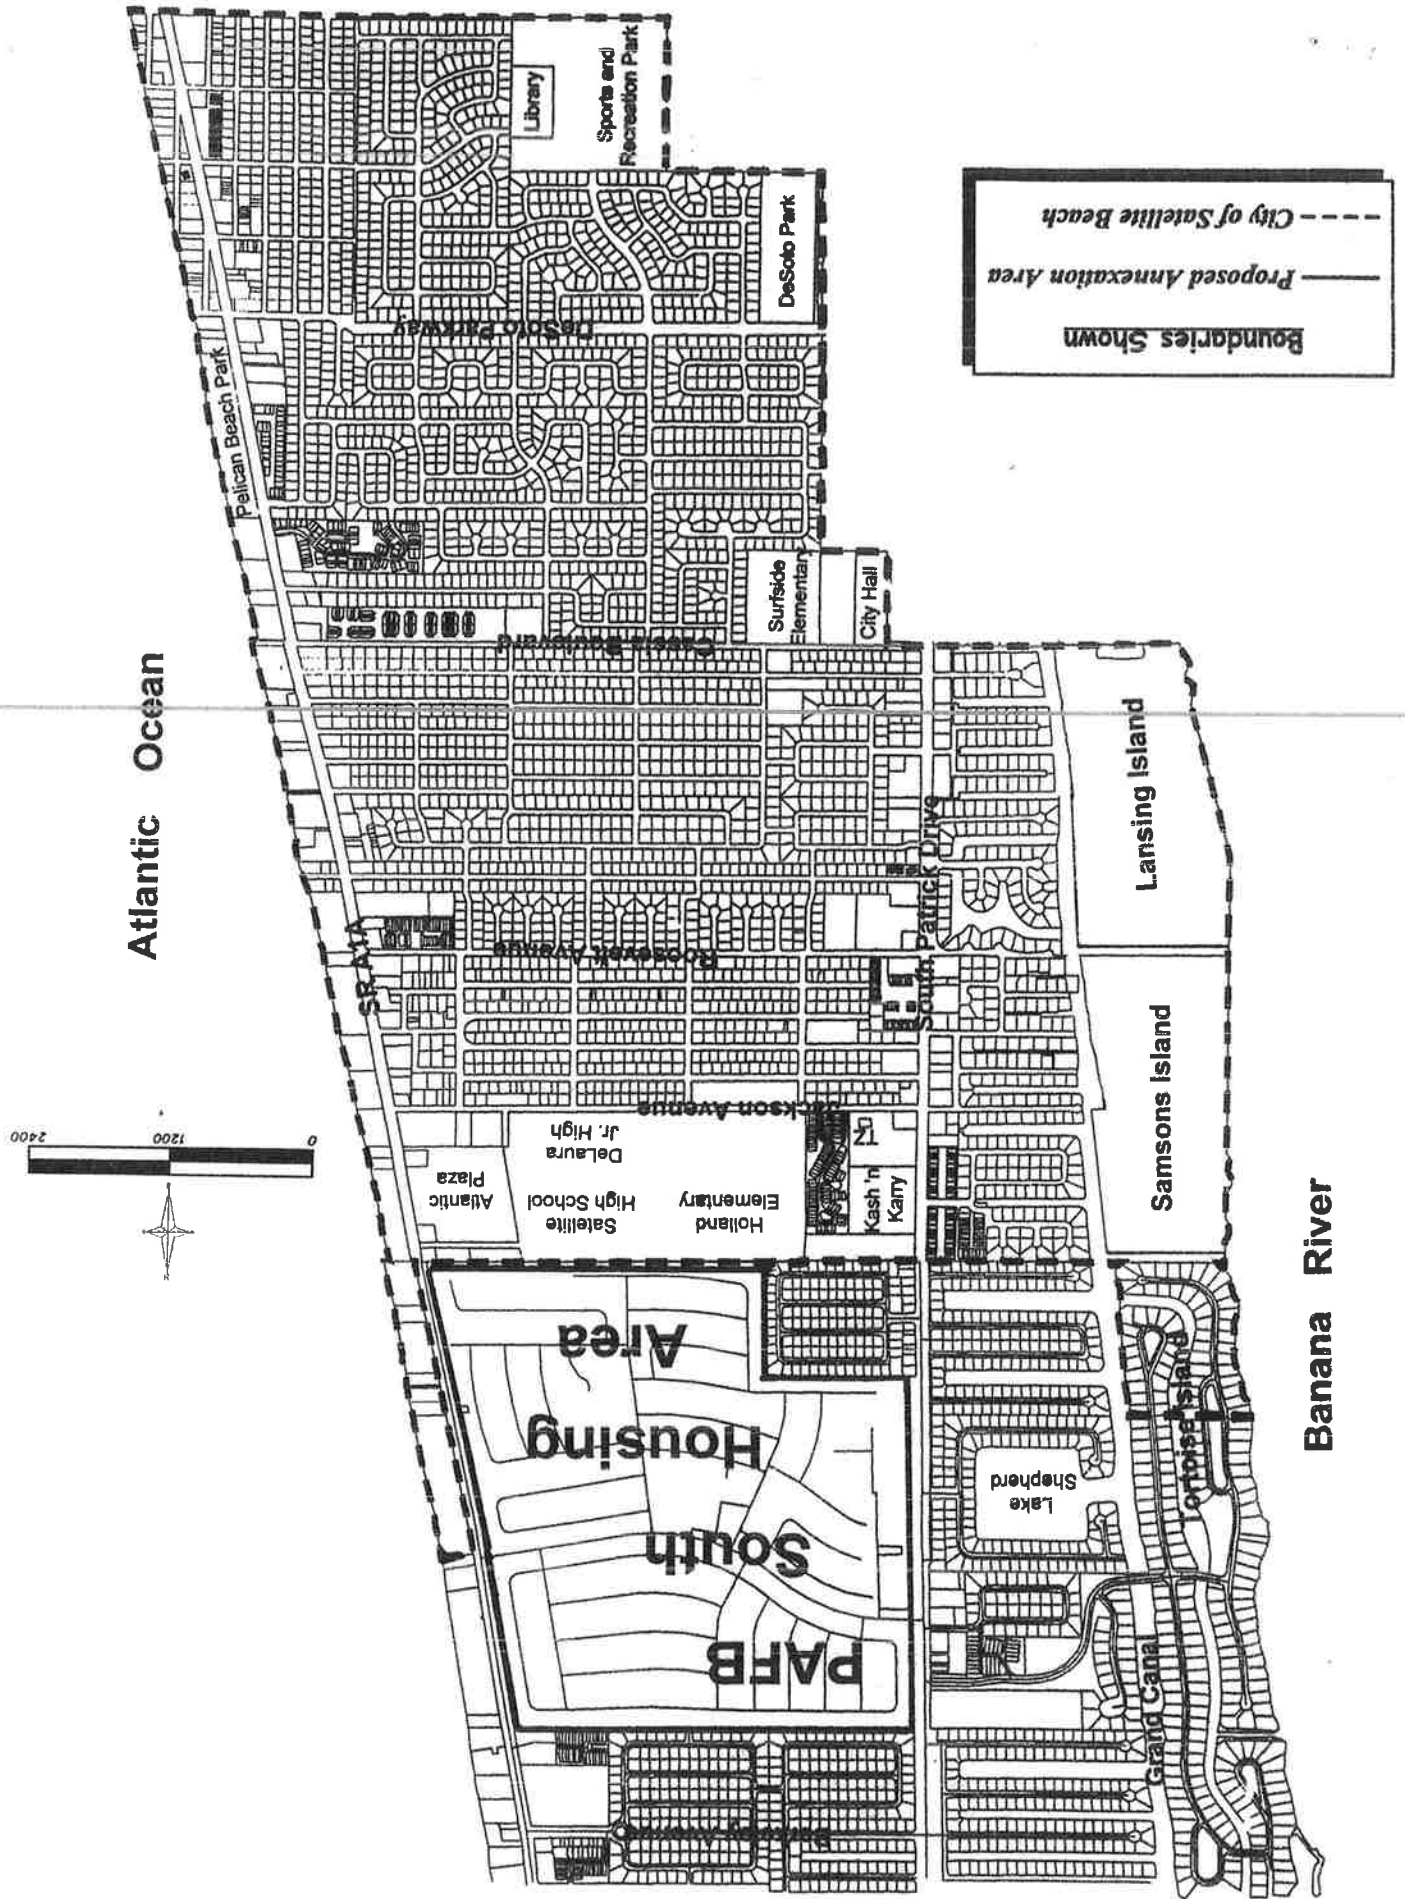 Barkley Avenue
Grand Canal
PAFB
South
Housing
Area
Lake
Shepherd
Tortoise Island
Banana River
Holland
Elementary
Satellite
High School
DeLaura
Jr. High
Atlantic
Plaza
Kash 'n
Karry
TZ
Jackson Avenue
Samsons Island
SR A1A
Roosevelt Avenue
South Patrick Drive
Atlantic Ocean
Lansing Island
Cassia Boulevard
City Hall
Surfside
Elementary
Pelican Beach Park
DeSoto Parkway
DeSoto Park
Library
Sports and
Recreation Park
0 1200 2400
Boundaries Shown
Proposed Annexation Area
City of Satellite Beach